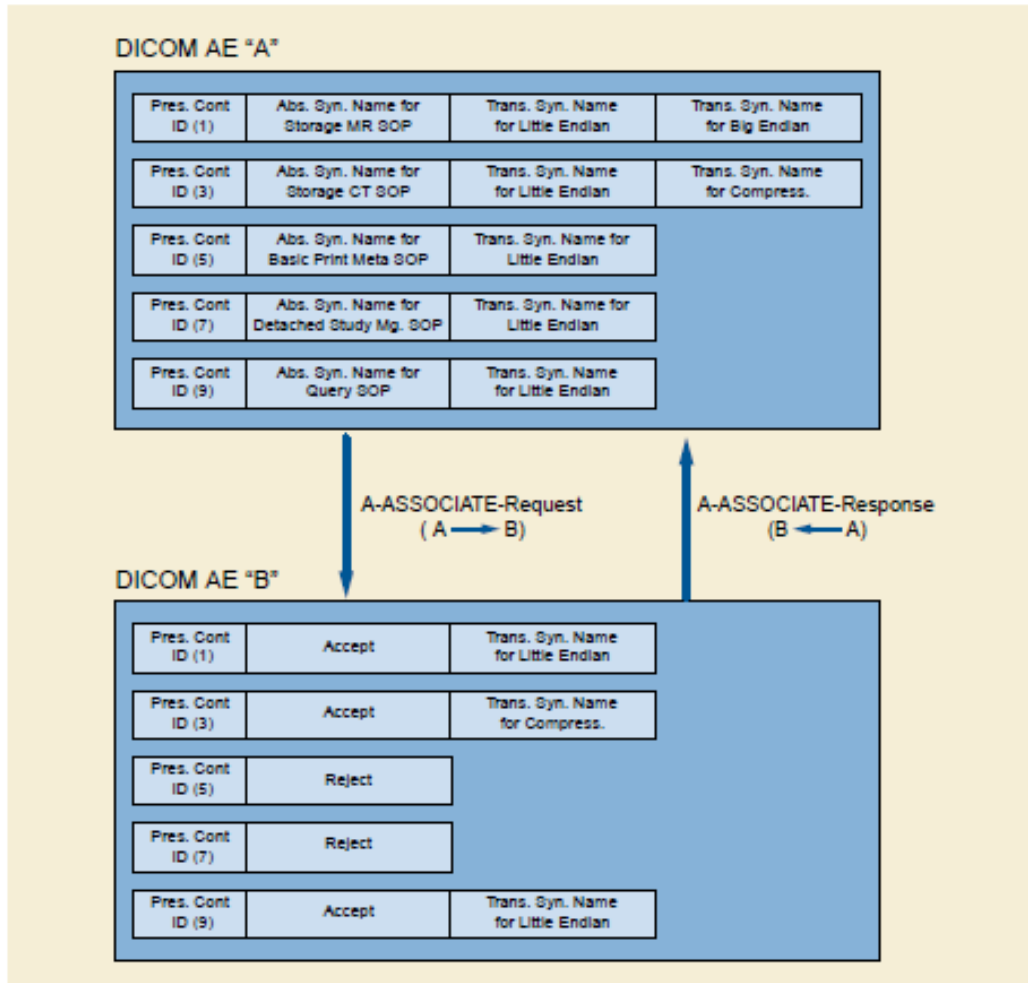 DICOM AE “A”
Pres. Cont
ID (1)
Abs. Syn. Name for
Storage MR SOP
Trans. Syn. Name
for Little Endian
Trans. Syn. Name
for Big Endian
Pres. Cont
ID (3)
Abs. Syn. Name for
Storage CT SOP
Trans. Syn. Name
for Little Endian
Trans. Syn. Name
for Compress.
Pres. Cont
ID (5)
Abs. Syn. Name for
Basic Print Meta SOP
Trans. Syn. Name for
Little Endian
Pres. Cont
ID (7)
Abs. Syn. Name for
Detached Study Mg. SOP
Trans. Syn. Name for
Little Endian
Pres. Cont
ID (9)
Abs. Syn. Name for
Query SOP
Trans. Syn. Name
for Little Endian
A-ASSOCIATE-Request
( A B)
A-ASSOCIATE-Response
(B A)
DICOM AE “B”
Pres. Cont
ID (1)
Accept
Trans. Syn. Name
for Little Endian
Pres. Cont
ID (3)
Accept
Trans. Syn. Name
for Compress.
Pres. Cont
ID (5)
Reject
Pres. Cont
ID (7)
Reject
Pres. Cont
ID (9)
Accept
Trans. Syn. Name
for Little Endian